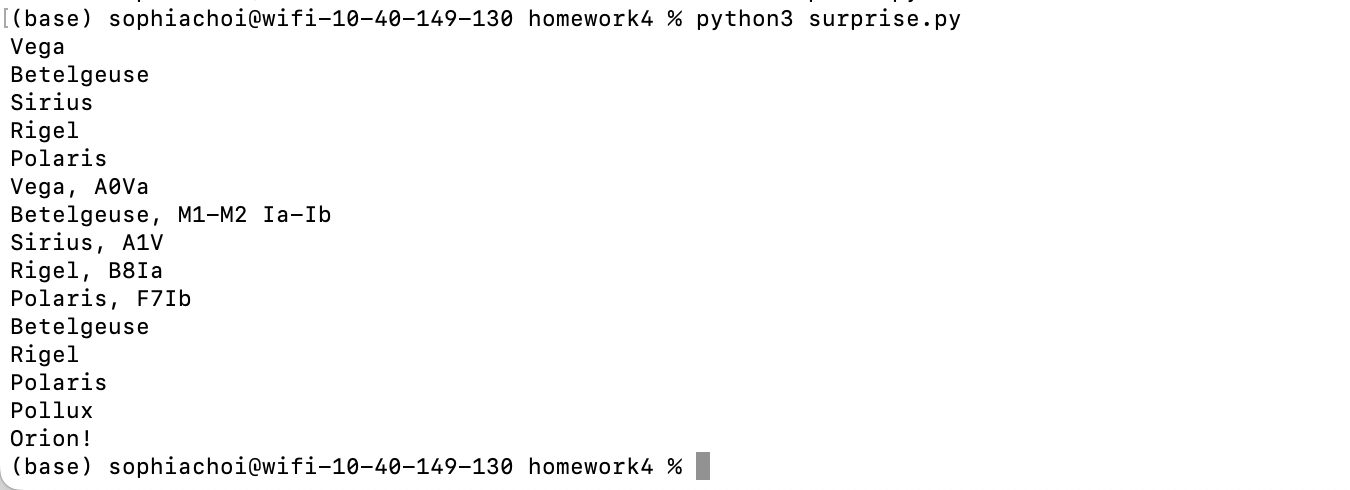 [(base) sophiachoi@wifi-10-40-149-130 homework4 % python3 surprise.py
Vega
Betelgeuse
Sirius
Rigel
Polaris
Vega, A0Va
Betelgeuse, M1-M2 Ia-Ib
Sirius, A1V
Rigel, B8Ia
Polaris, F7Ib
Betelgeuse
Rigel
Polaris
Pollux
Orion!
(base) sophiachoi@wifi-10-40-149-130 homework4 %